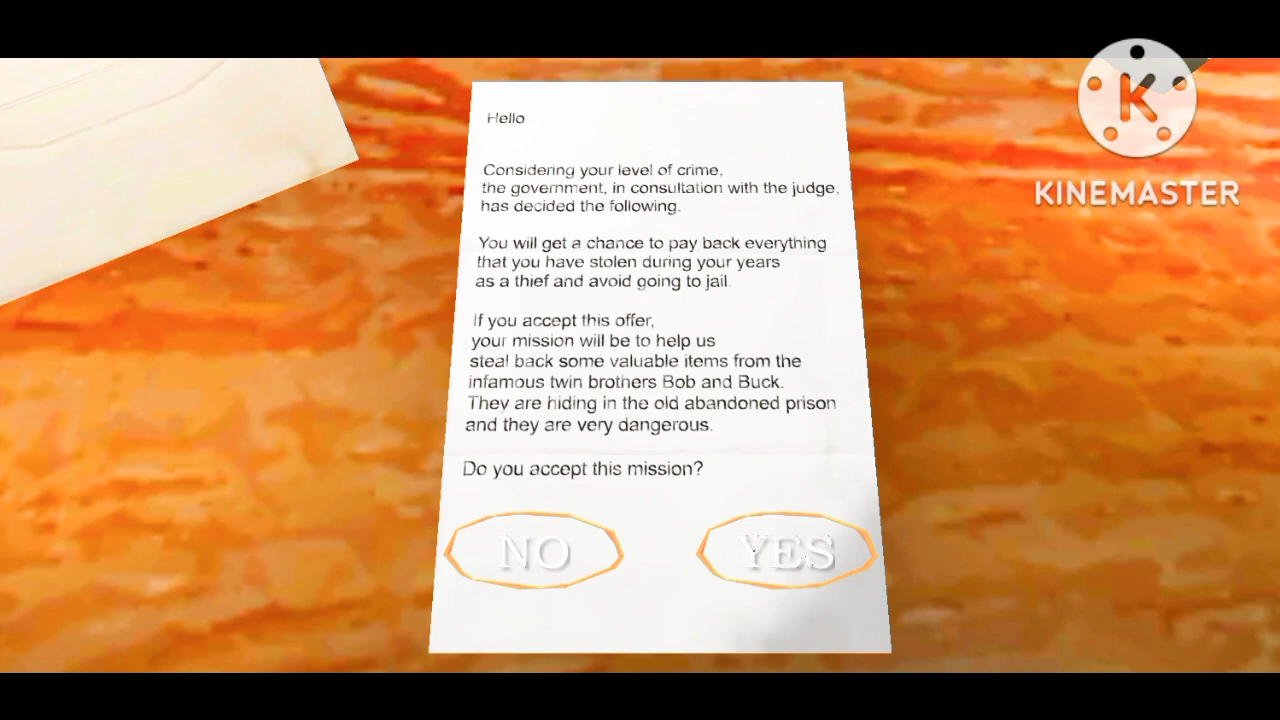 Hello
Considering your level of crime,
the government, in consultation with the judge,
has decided the following.
You will get a chance to pay back everything
that you have stolen during your years
as a thief and avoid going to jail.
If you accept this offer,
your mission will be to help us
steal back some valuable items from the
infamous twin brothers Bob and Buck.
They are hiding in the old abandoned prison
and they are very dangerous.
Do you accept this mission?
NO YES
K
KINEMASTER